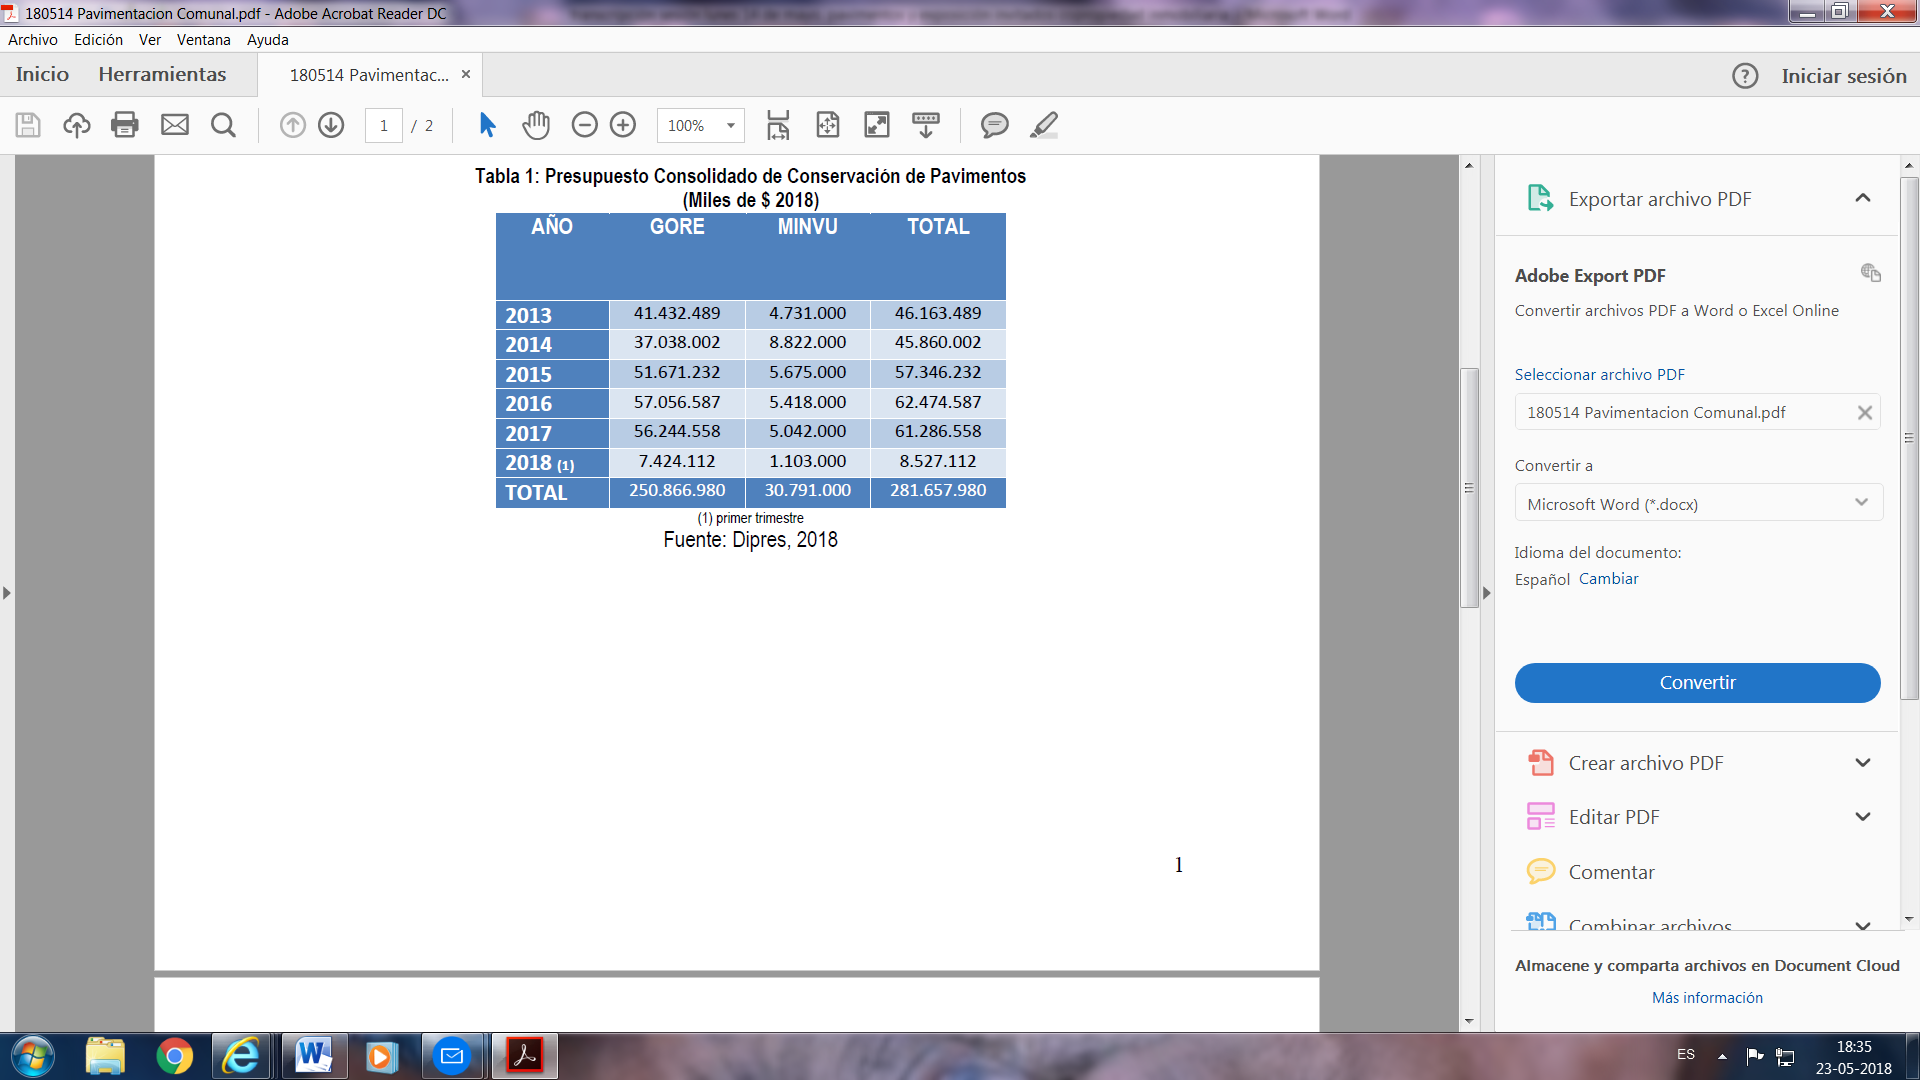 180514 Pavimentacion Comunal.pdf - Adobe Acrobat Reader DC
Archivo Edición Ver Ventana Ayuda
Inicio Herramientas 180514 Pavimentac... × ? Iniciar sesión
1 / 2 100%
Tabla 1: Presupuesto Consolidado de Conservación de Pavimentos
(Miles de $ 2018)
AÑO GORE MINVU TOTAL
2013 41.432.489 4.731.000 46.163.489
2014 37.038.002 8.822.000 45.860.002
2015 51.671.232 5.675.000 57.346.232
2016 57.056.587 5.418.000 62.474.587
2017 56.244.558 5.042.000 61.286.558
2018 (1) 7.424.112 1.103.000 8.527.112
TOTAL 250.866.980 30.791.000 281.657.980
(1) primer trimestre
Fuente: Dipres, 2018
1
Exportar archivo PDF
Adobe Export PDF
Convertir archivos PDF a Word o Excel Online
Seleccionar archivo PDF
180514 Pavimentacion Comunal.pdf
Convertir a
Microsoft Word (*.docx)
Idioma del documento:
Español Cambiar
Convertir
Crear archivo PDF
Editar PDF
Comentar
Combinar archivos
Almacene y comparta archivos en Document Cloud
Más información
ES 18:35
23-05-2018